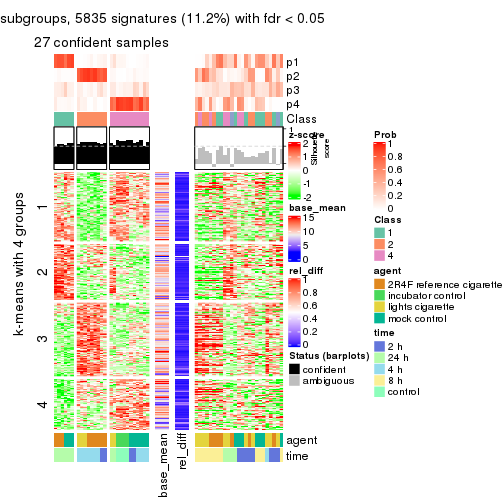 subgroups, 5835 signatures (11.2%) with fdr < 0.05
27 confident samples
p1
p2
p3
p4
Class
1
Silhouette
score
k-means with 4 groups
1
2
3
4
agent
time
base_mean
rel_diff
z-score
2
1
0
-1
-2
base_mean
15
10
5
0
rel_diff
1
0.8
0.6
0.4
0.2
0
Status (barplots)
confident
ambiguous
Prob
1
0.8
0.6
0.4
0.2
0
Class
1
2
4
agent
2R4F reference cigarette
incubator control
lights cigarette
mock control
time
2 h
24 h
4 h
8 h
control